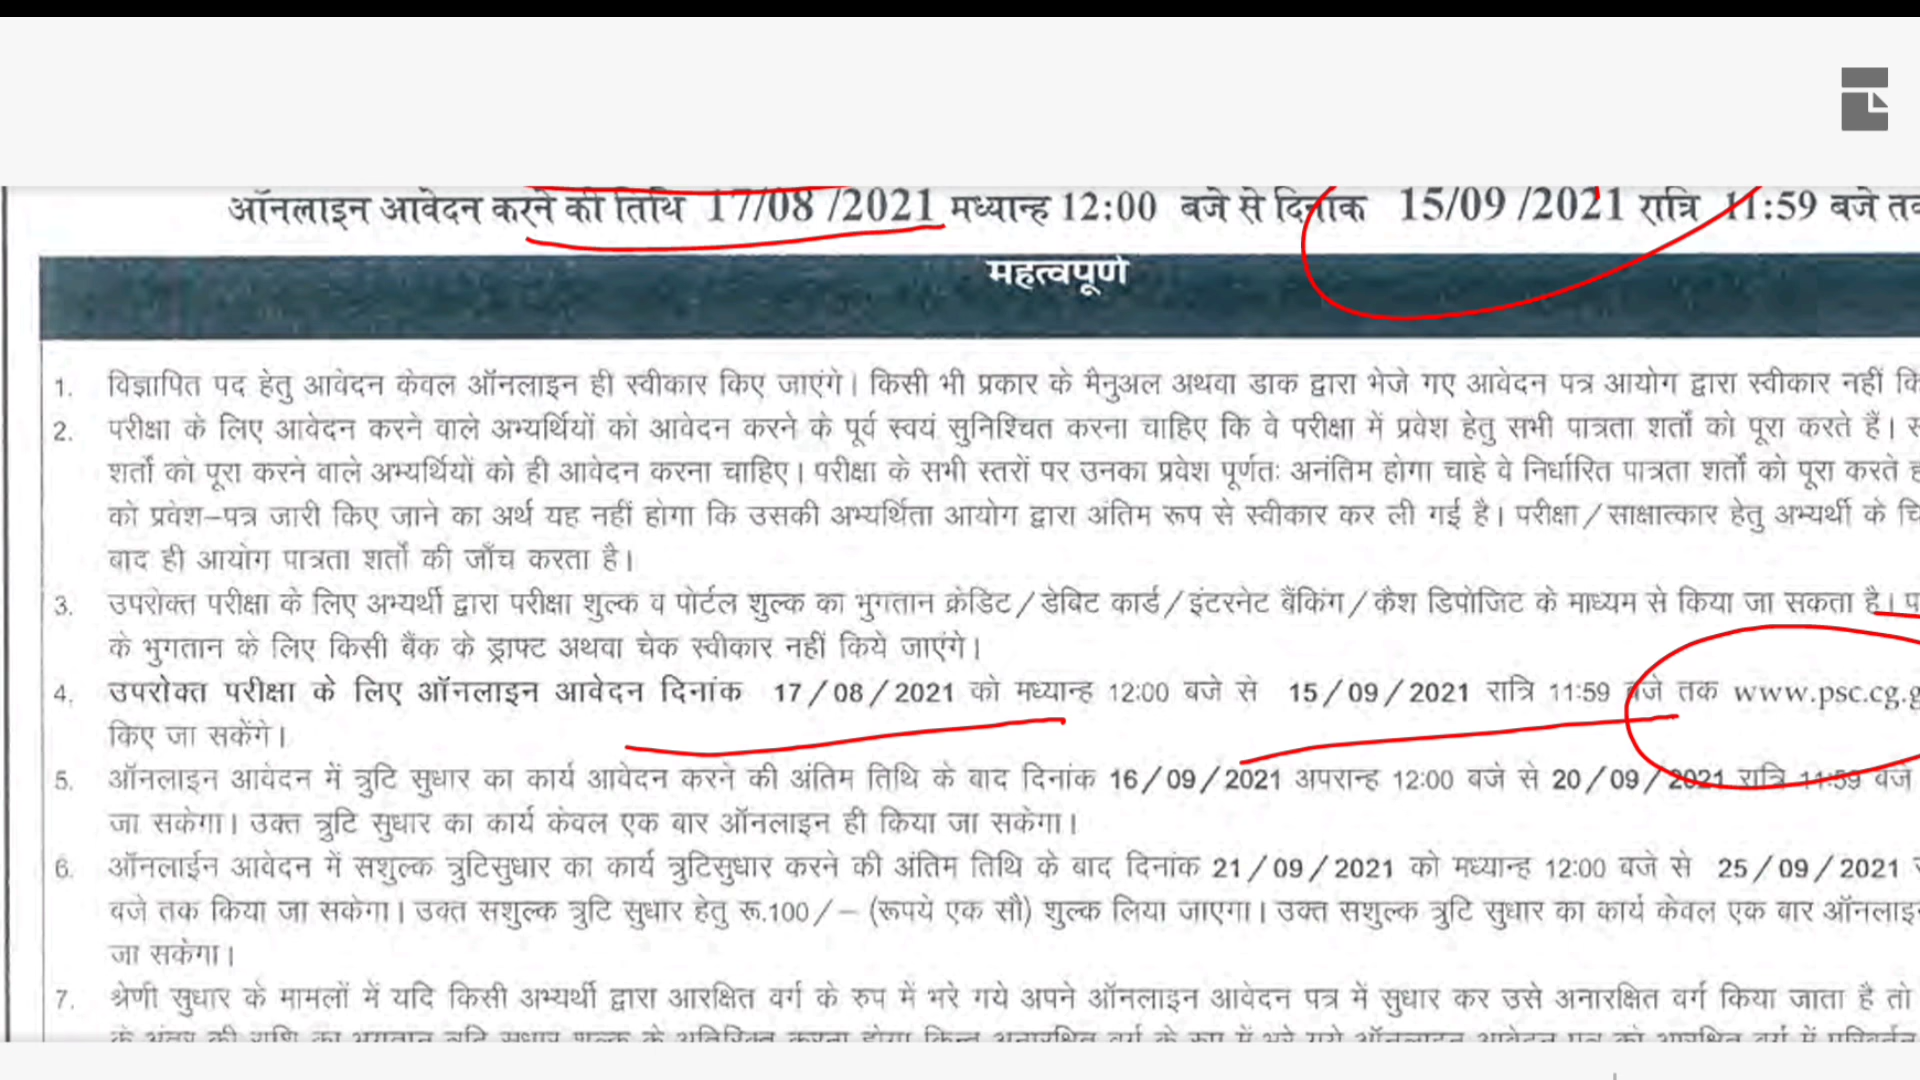 ऑनलाइन आवेदन करने की तिथि 17/08 /2021 मध्यान्ह 12:00 बजे से दिनांक 15/09 /2021 रात्रि 11:59 बजे तक
महत्वपूर्ण
1. विज्ञापित पद हेतु आवेदन केवल ऑनलाइन ही स्वीकार किए जाएंगे। किसी भी प्रकार के मैनुअल अथवा डाक द्वारा भेजे गए आवेदन पत्र आयोग द्वारा स्वीकार नहीं
2. परीक्षा के लिए आवेदन करने वाले अभ्यर्थियों को आवेदन करने के पूर्व स्वयं सुनिश्चित करना चाहिए कि वे परीक्षा में प्रवेश हेतु सभी पात्रता शर्तों को पूरा करते हैं।
शर्तों को पूरा करने वाले अभ्यर्थियों को ही आवेदन करना चाहिए। परीक्षा के सभी स्तरों पर उनका प्रवेश पूर्णतः अनंतिम होगा चाहे वे निर्धारित पात्रता शर्तों को पूरा करते
को प्रवेश–पत्र जारी किए जाने का अर्थ यह नहीं होगा कि उसकी अभ्यर्थिता आयोग द्वारा अंतिम रूप से स्वीकार कर ली गई है। परीक्षा/साक्षात्कार हेतु अभ्यर्थी के
बाद ही आयोग पात्रता शर्तों की जाँच करता है।
3. उपरोक्त परीक्षा के लिए अभ्यर्थी द्वारा परीक्षा शुल्क व पोर्टल शुल्क का भुगतान क्रेडिट/डेबिट कार्ड/इंटरनेट बैंकिंग/कैश डिपोजिट के माध्यम से किया जा सकता है।
के भुगतान के लिए किसी बैंक के ड्राफ्ट अथवा चेक स्वीकार नहीं किये जाएंगे।
4. उपरोक्त परीक्षा के लिए ऑनलाइन आवेदन दिनांक 17/08/2021 को मध्यान्ह 12:00 बजे से 15/09/2021 रात्रि 11:59 बजे तक www.psc.cg.g
किए जा सकेंगे।
5. ऑनलाइन आवेदन में त्रुटि सुधार का कार्य आवेदन करने की अंतिम तिथि के बाद दिनांक 16/09/2021 अपरान्ह 12:00 बजे से 20/09/2021 रात्रि 11:59 बजे
जा सकेगा। उक्त त्रुटि सुधार का कार्य केवल एक बार ऑनलाइन ही किया जा सकेगा।
6. ऑनलाईन आवेदन में सशुल्क त्रुटिसुधार का कार्य त्रुटिसुधार करने की अंतिम तिथि के बाद दिनांक 21/09/2021 को मध्यान्ह 12:00 बजे से 25/09/2021
बजे तक किया जा सकेगा। उक्त सशुल्क त्रुटि सुधार हेतु रू.100/– (रूपये एक सौ) शुल्क लिया जाएगा। उक्त सशुल्क त्रुटि सुधार का कार्य केवल एक बार ऑनलाइन
जा सकेगा।
7. श्रेणी सुधार के मामलों में यदि किसी अभ्यर्थी द्वारा आरक्षित वर्ग के रुप में भरे गये अपने ऑनलाइन आवेदन पत्र में सुधार कर उसे अनारक्षित वर्ग किया जाता है तो